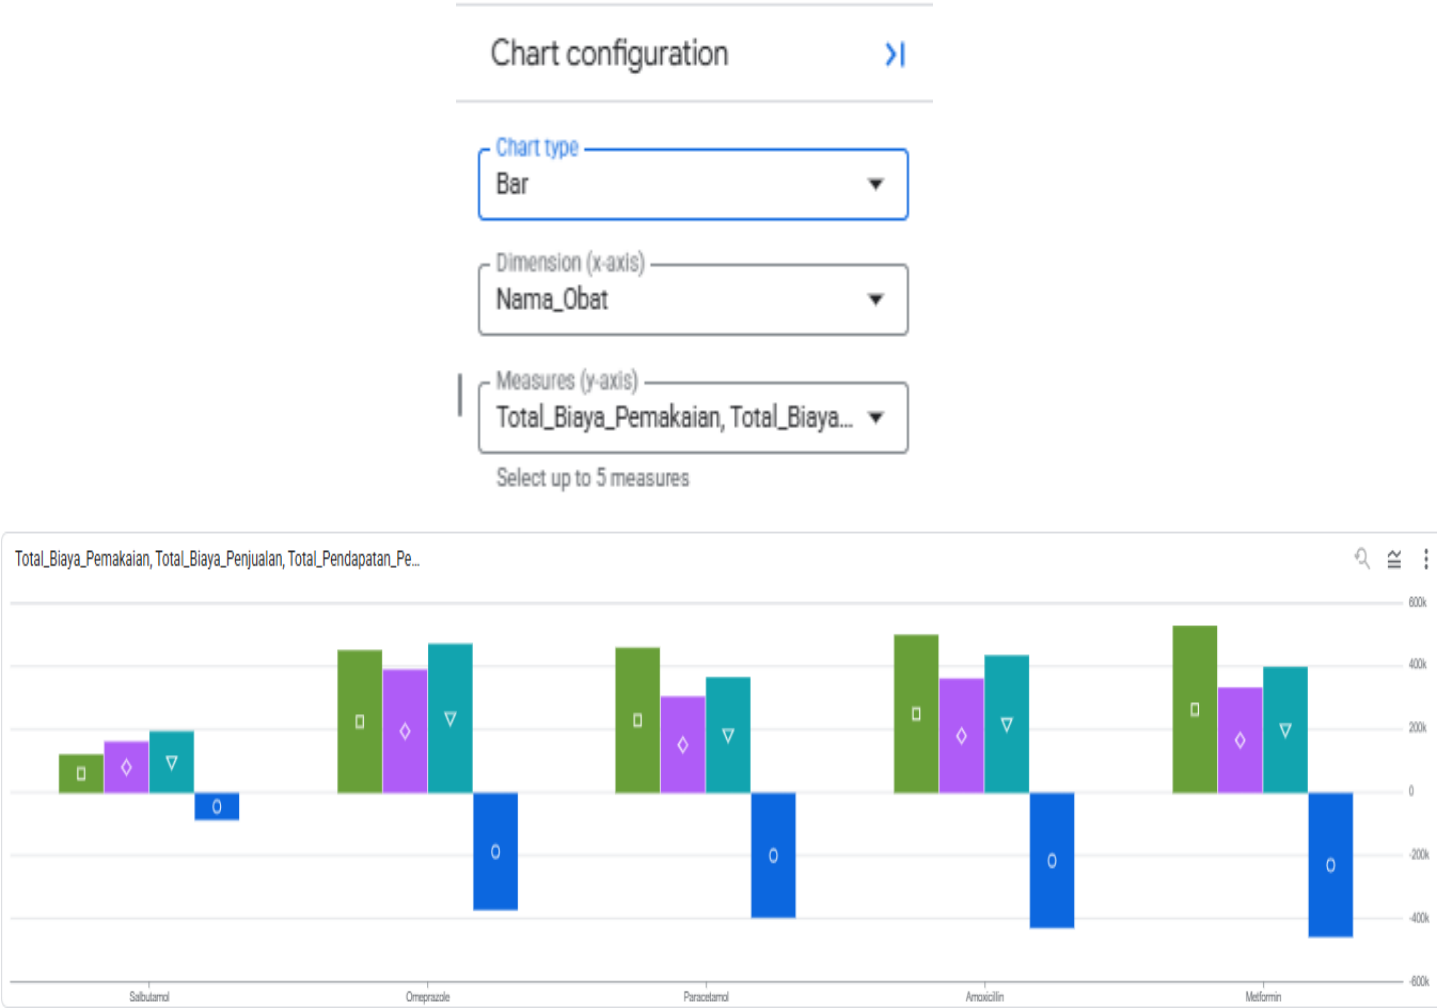 Chart configuration
Chart type
Bar
Dimension (x-axis)
Nama_Obat
Measures (y-axis)
Total_Biaya_Pemakaian, Total_Biaya...
Select up to 5 measures
Total_Biaya_Pemakaian, Total_Biaya_Penjualan, Total_Pendapatan_Pe...
600k
400k
200k
0
-200k
-400k
-600k
Salbutamol
Omeprazole
Paracetamol
Amoxicillin
Metformin